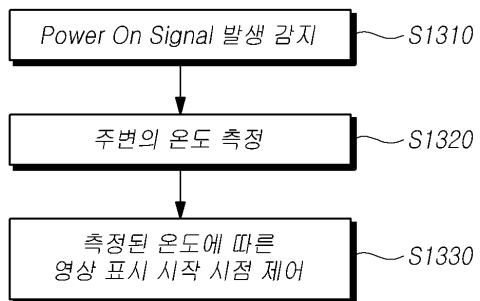 Power On Signal 발생 감지
S1310
주변의 온도 측정
S1320
측정된 온도에 따른
영상 표시 시작 시점 제어
S1330